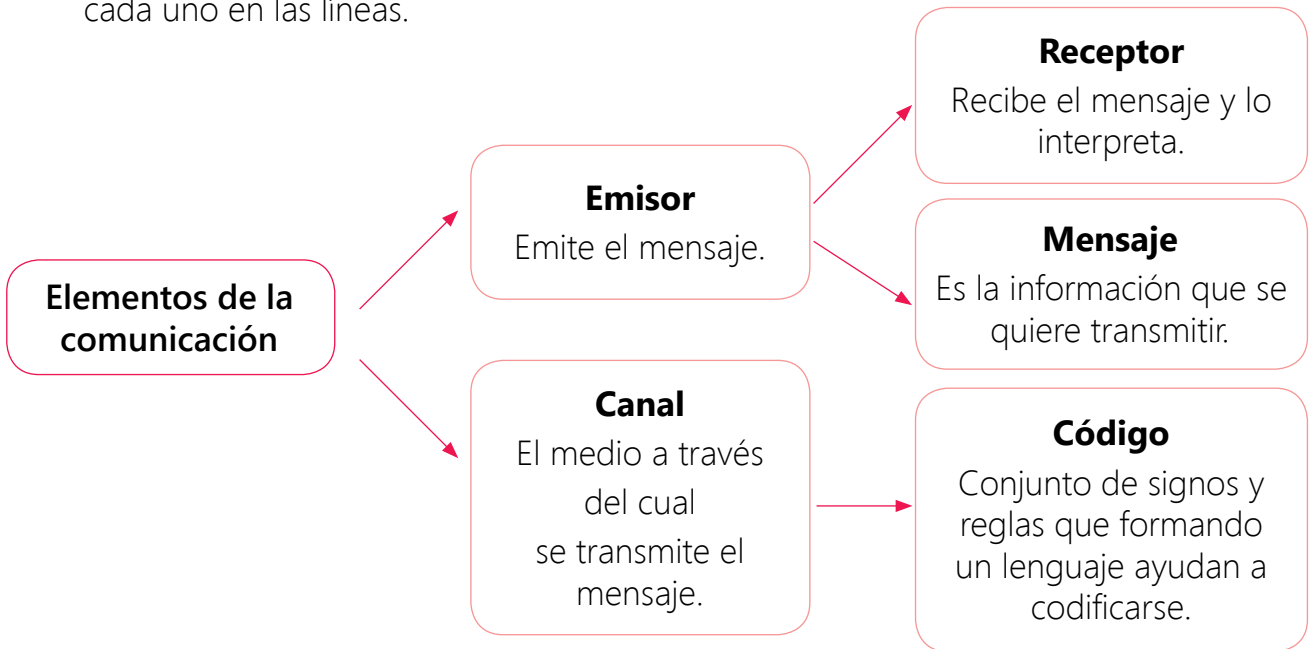 cada uno en las líneas.
Elementos de la
comunicación
Emisor
Emite el mensaje.
Canal
El medio a través
del cual
se transmite el
mensaje.
Receptor
Recibe el mensaje y lo
interpreta.
Mensaje
Es la información que se
quiere transmitir.
Código
Conjunto de signos y
reglas que formando
un lenguaje ayudan a
codificarse.